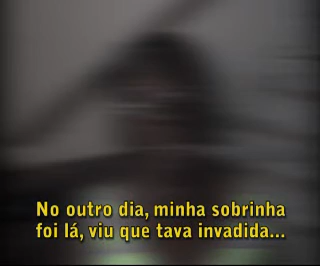 No outro dia, minha sobrinha
foi lá, viu que tava invadida...